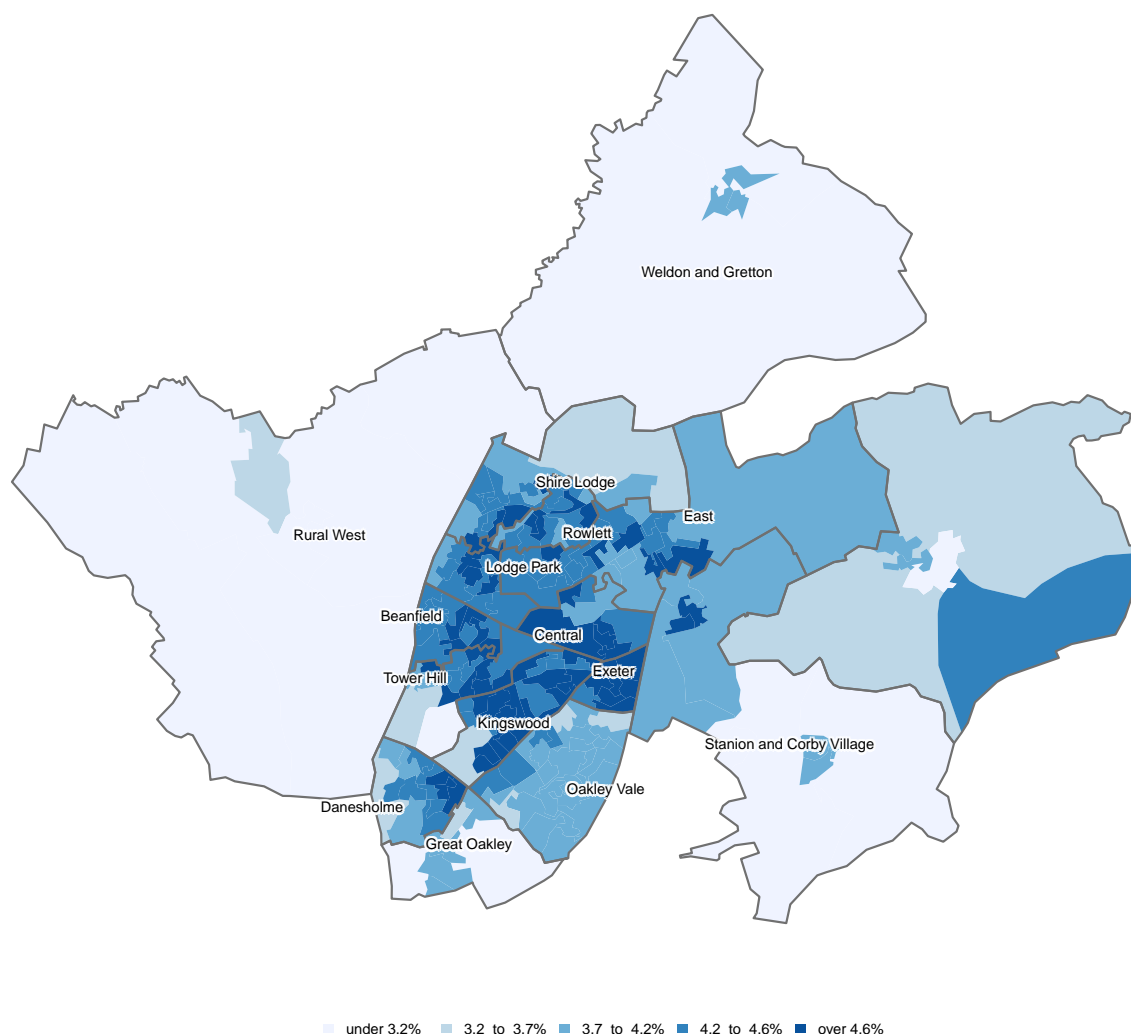 Weldon and Gretton
Shire Lodge
East
Rural West
Rowlett
Lodge Park
Beanfield
Central
Tower Hill
Exeter
Kingswood
Stanion and Corby Village
Oakley Vale
Danesholme
Great Oakley
under 3.2% 3.2 to 3.7% 3.7 to 4.2% 4.2 to 4.6% over 4.6%